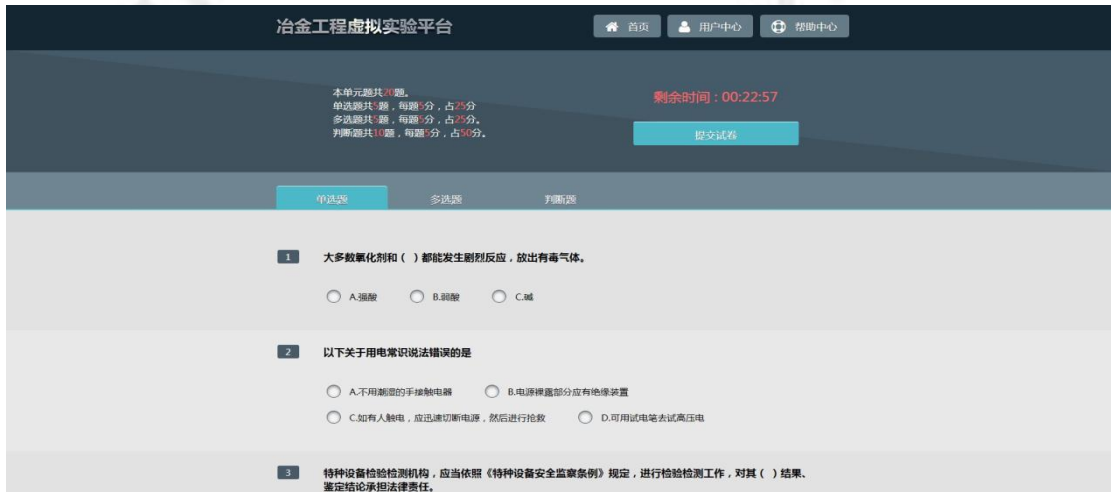 冶金工程虚拟实验平台
首页 用户中心 帮助中心
本单元题共20题。
单选题共5题，每题5分，占25分
多选题共5题，每题5分，占25分。
判断题共10题，每题5分，占50分。
剩余时间：00:22:57
提交试卷
单选题 多选题 判断题
1 大多数氧化剂和（ ）都能发生剧烈反应，放出有毒气体。
A.强酸 B.弱酸 C.碱
2 以下关于用电常识说法错误的是
A.不用潮湿的手接触电器 B.电源裸露部分应有绝缘装置
C.如有人触电，应迅速切断电源，然后进行抢救 D.可用试电笔去试高压电
3 特种设备检验检测机构，应当依照《特种设备安全监察条例》规定，进行检验检测工作，对其（ ）结果、
鉴定结论承担法律责任。